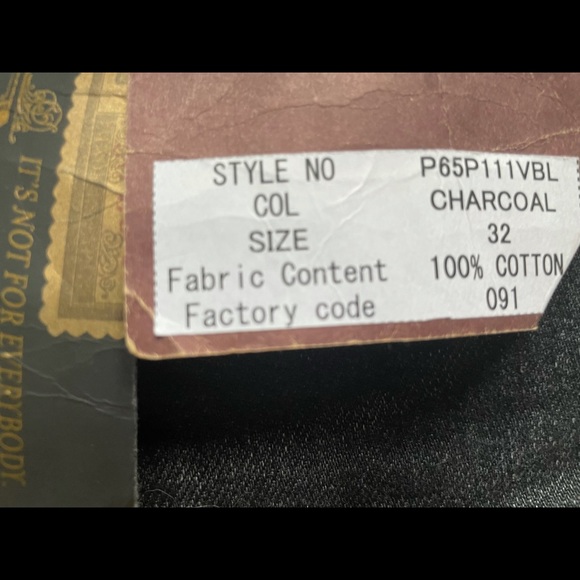 STYLE NO P65P111VBL
COL CHARCOAL
SIZE 32
Fabric Content 100% COTTON
Factory code 091
IT'S NOT FOR EVERYBODY.